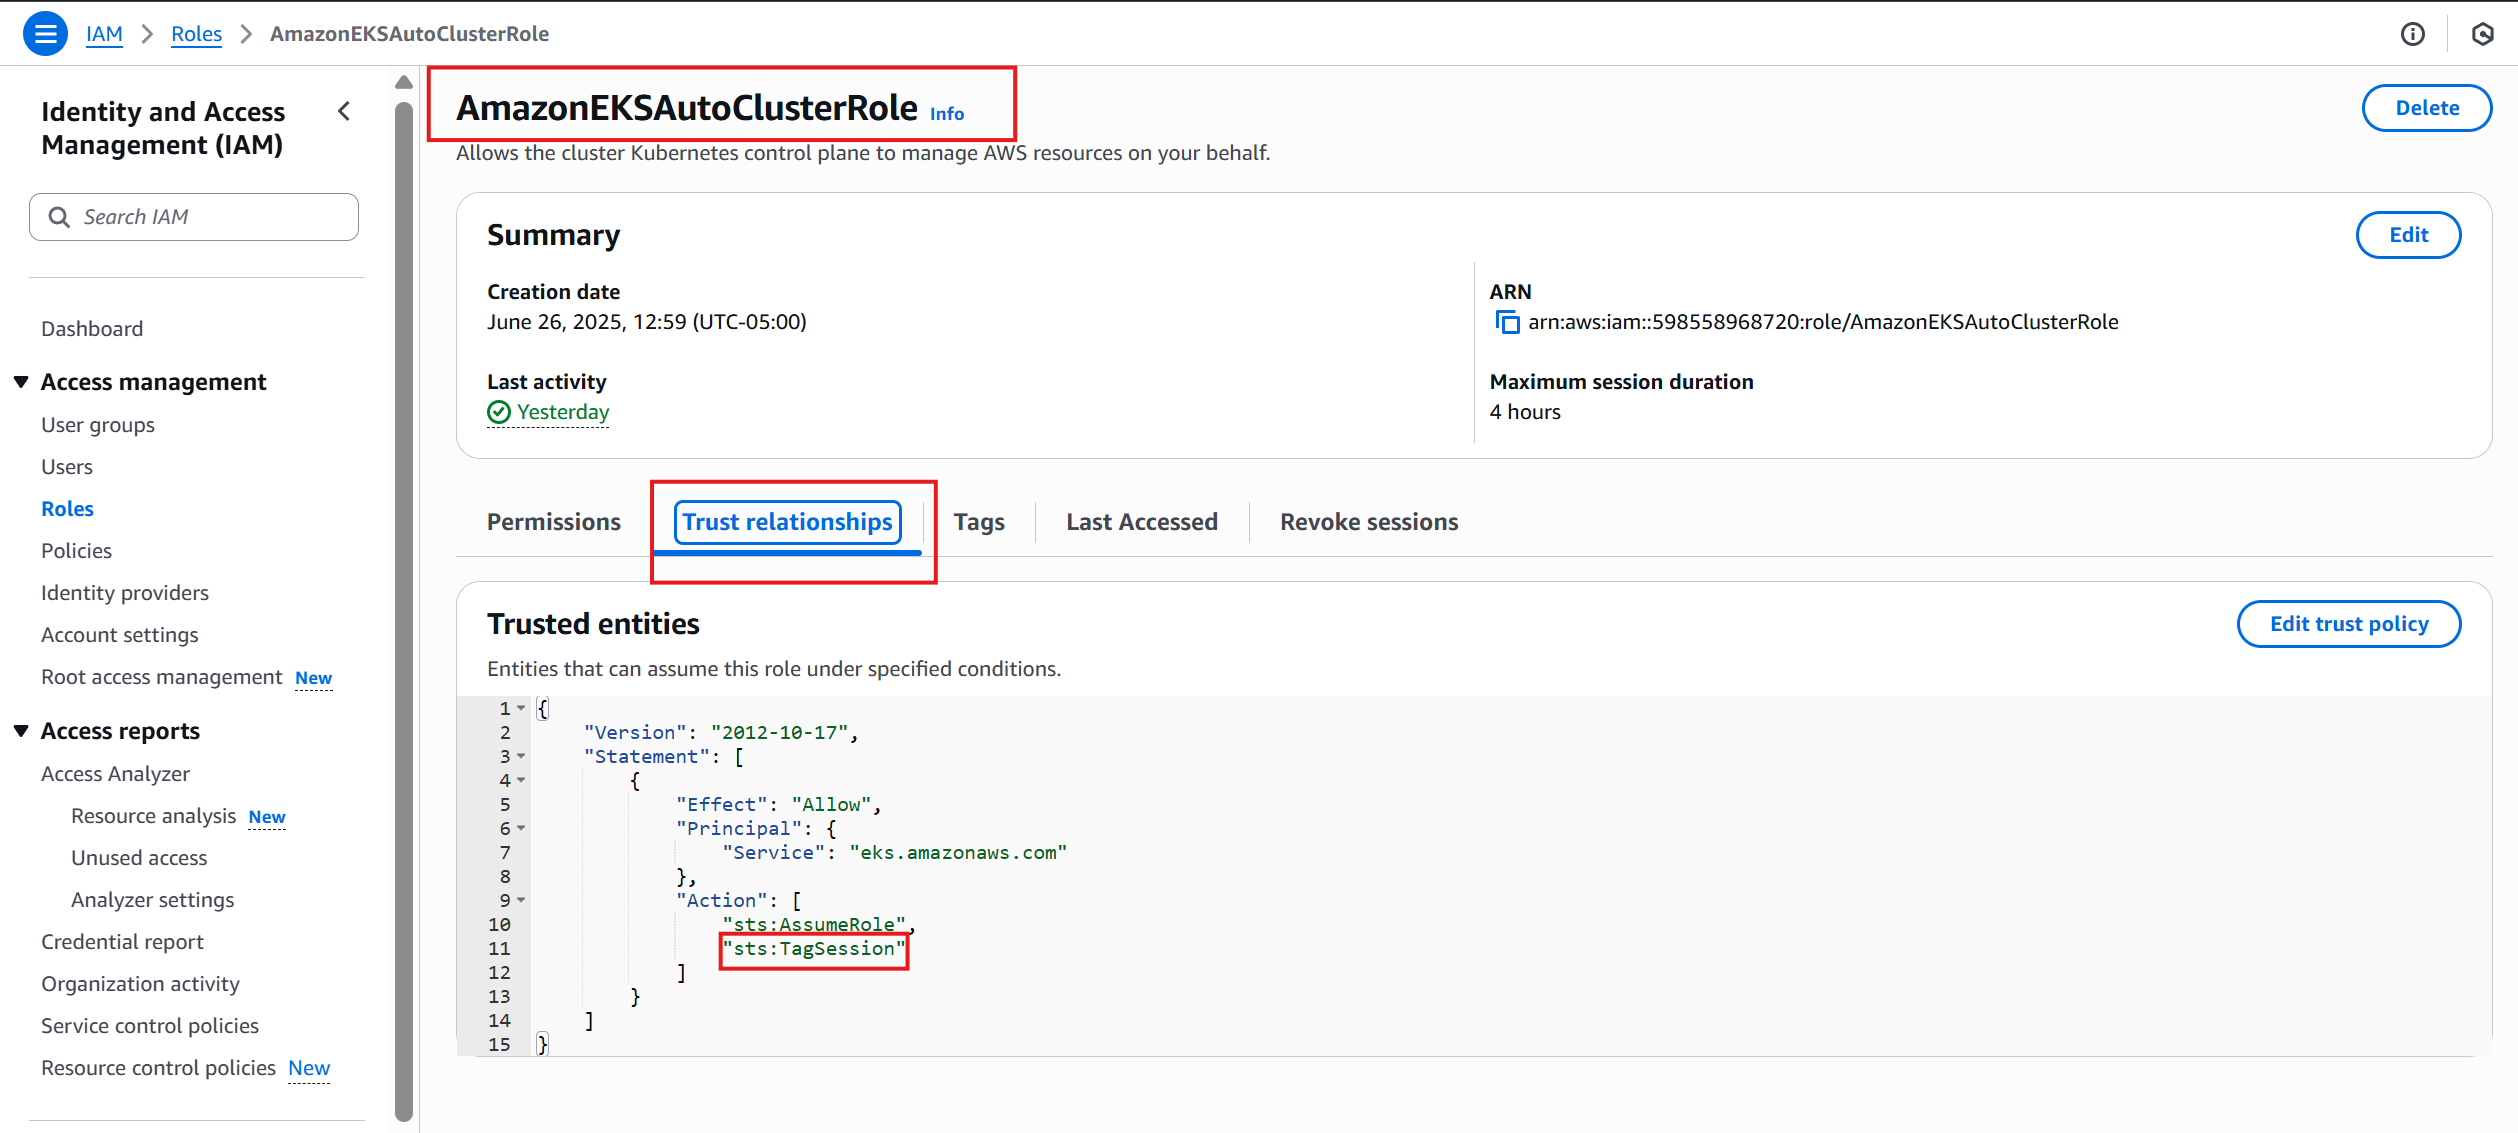 IAM > Roles > AmazonEKSAutoClusterRole
Identity and Access
Management (IAM)
Search IAM
Dashboard
Access management
User groups
Users
Roles
Policies
Identity providers
Account settings
Root access management New
Access reports
Access Analyzer
Resource analysis New
Unused access
Analyzer settings
Credential report
Organization activity
Service control policies
Resource control policies New
AmazonEKSAutoClusterRole Info
Delete
Allows the cluster Kubernetes control plane to manage AWS resources on your behalf.
Summary
Edit
Creation date
June 26, 2025, 12:59 (UTC-05:00)
ARN
arn:aws:iam::598558968720:role/AmazonEKSAutoClusterRole
Last activity
Yesterday
Maximum session duration
4 hours
Permissions
Trust relationships
Tags
Last Accessed
Revoke sessions
Trusted entities
Edit trust policy
Entities that can assume this role under specified conditions.
1 {
2 "Version": "2012-10-17",
3 "Statement": [
4 {
5 "Effect": "Allow",
6 "Principal": {
7 "Service": "eks.amazonaws.com"
8 },
9 "Action": [
10 "sts:AssumeRole",
11 "sts:TagSession"
12 ]
13 }
14 ]
15 }